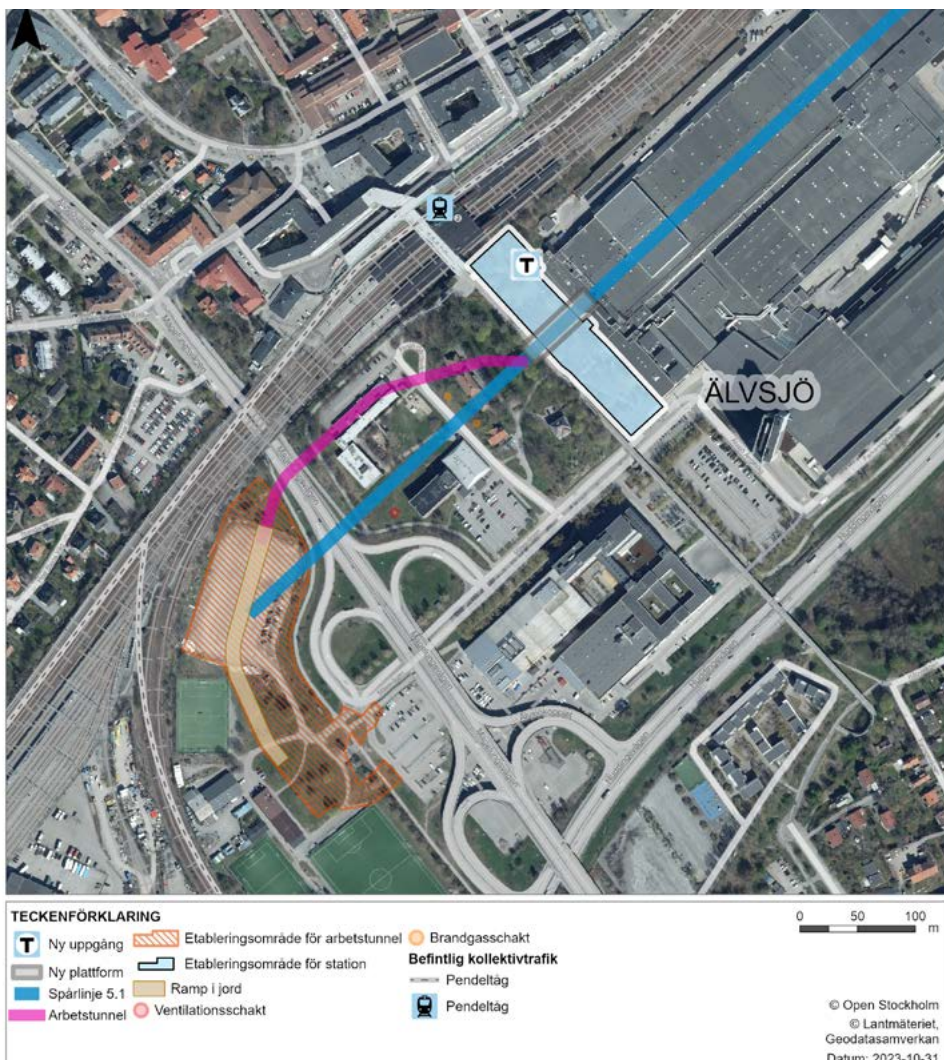 T
ÄLVSJÖ
TECKENFÖRKLARING
T Ny uppgång
Ny plattform
Spårlinje 5.1
Arbetstunnel
Etableringsområde för arbetstunnel
Etableringsområde för station
Ramp i jord
Ventilationsschakt
Brandgasschakt
Befintlig kollektivtrafik
Pendeltåg
Pendeltåg
0 50 100
m
© Open Stockholm
© Lantmäteriet,
Geodatasamverkan
Datum: 2023-10-31